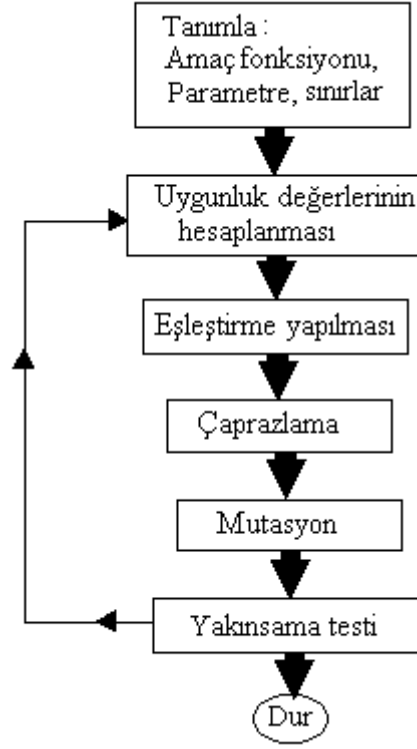 Tanımla :
Amaç fonksiyonu,
Parametre, sınırlar
Uygunluk değerlerinin
hesaplanması
Eşleştirme yapılması
Çaprazlama
Mutasyon
Yakınsama testi
Dur